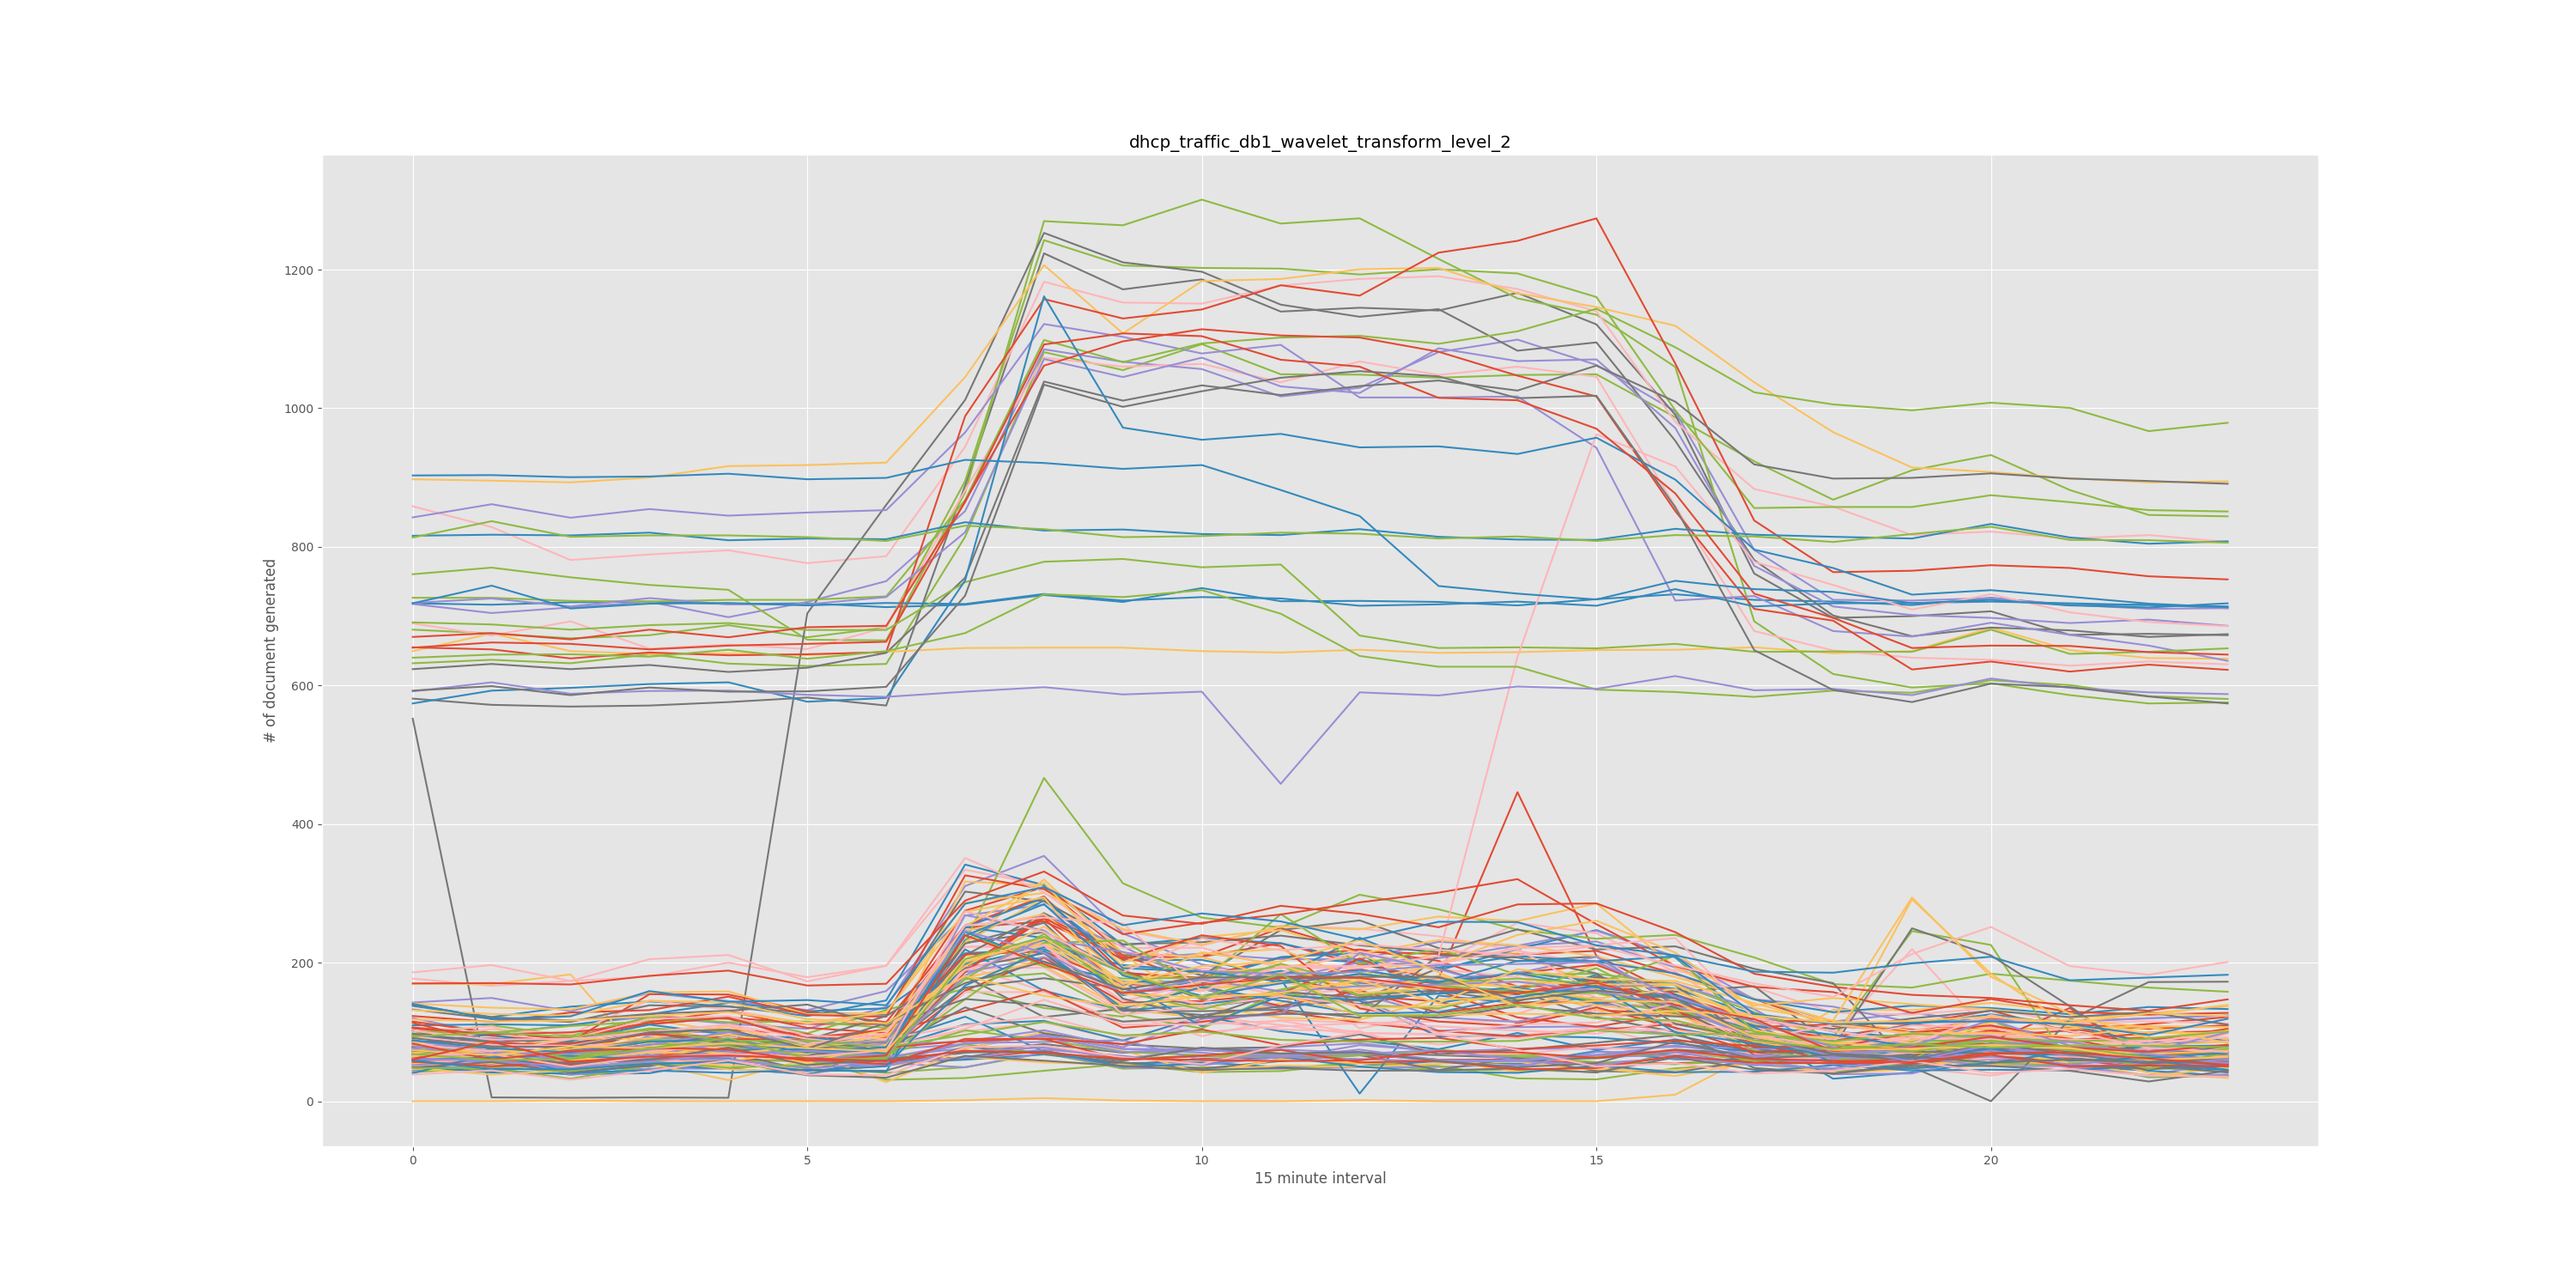 dhcp_traffic_db1_wavelet_transform_level_2
1200
1000
800
600
400
200
0
# of document generated
0 5 10 15 20
15 minute interval